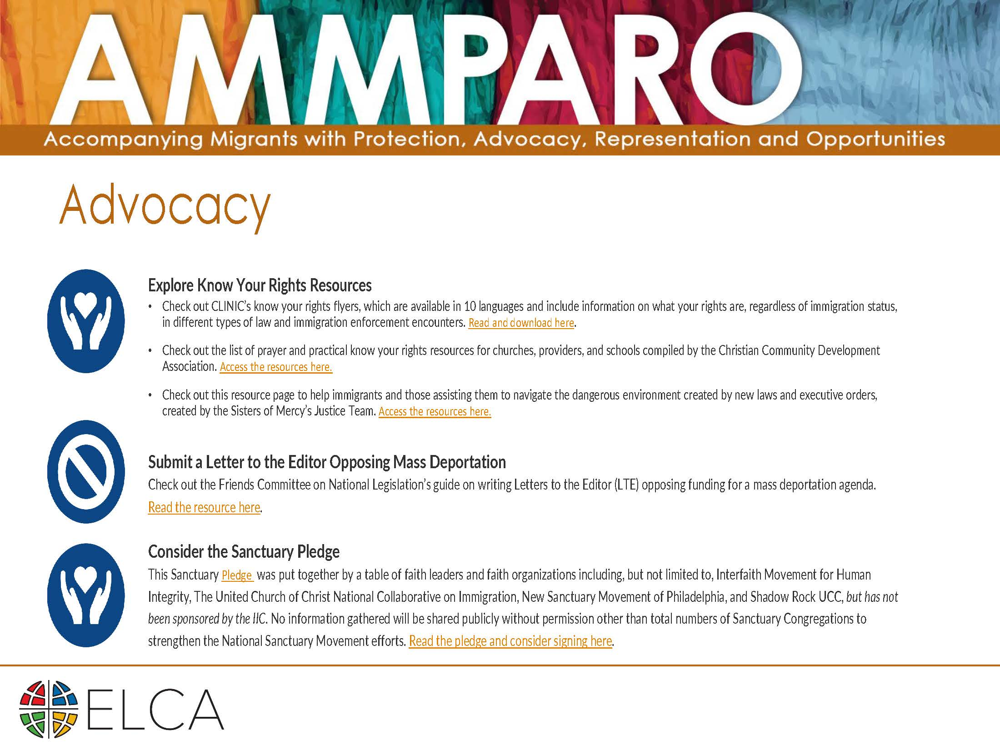 AMMPARO
Accompanying Migrants with Protection, Advocacy, Representation and Opportunities
Advocacy
Explore Know Your Rights Resources
• Check out CLINIC’s know your rights flyers, which are available in 10 languages and include information on what your rights are, regardless of immigration status,
in different types of law and immigration enforcement encounters. Read and download here.
• Check out the list of prayer and practical know your rights resources for churches, providers, and schools compiled by the Christian Community Development
Association. Access the resources here.
• Check out this resource page to help immigrants and those assisting them to navigate the dangerous environment created by new laws and executive orders,
created by the Sisters of Mercy’s Justice Team. Access the resources here.
Submit a Letter to the Editor Opposing Mass Deportation
Check out the Friends Committee on National Legislation’s guide on writing Letters to the Editor (LTE) opposing funding for a mass deportation agenda.
Read the resource here.
Consider the Sanctuary Pledge
This Sanctuary Pledge was put together by a table of faith leaders and faith organizations including, but not limited to, Interfaith Movement for Human
Integrity, The United Church of Christ National Collaborative on Immigration, New Sanctuary Movement of Philadelphia, and Shadow Rock UCC, but has not
been sponsored by the IIC. No information gathered will be shared publicly without permission other than total numbers of Sanctuary Congregations to
strengthen the National Sanctuary Movement efforts. Read the pledge and consider signing here.
ELCA